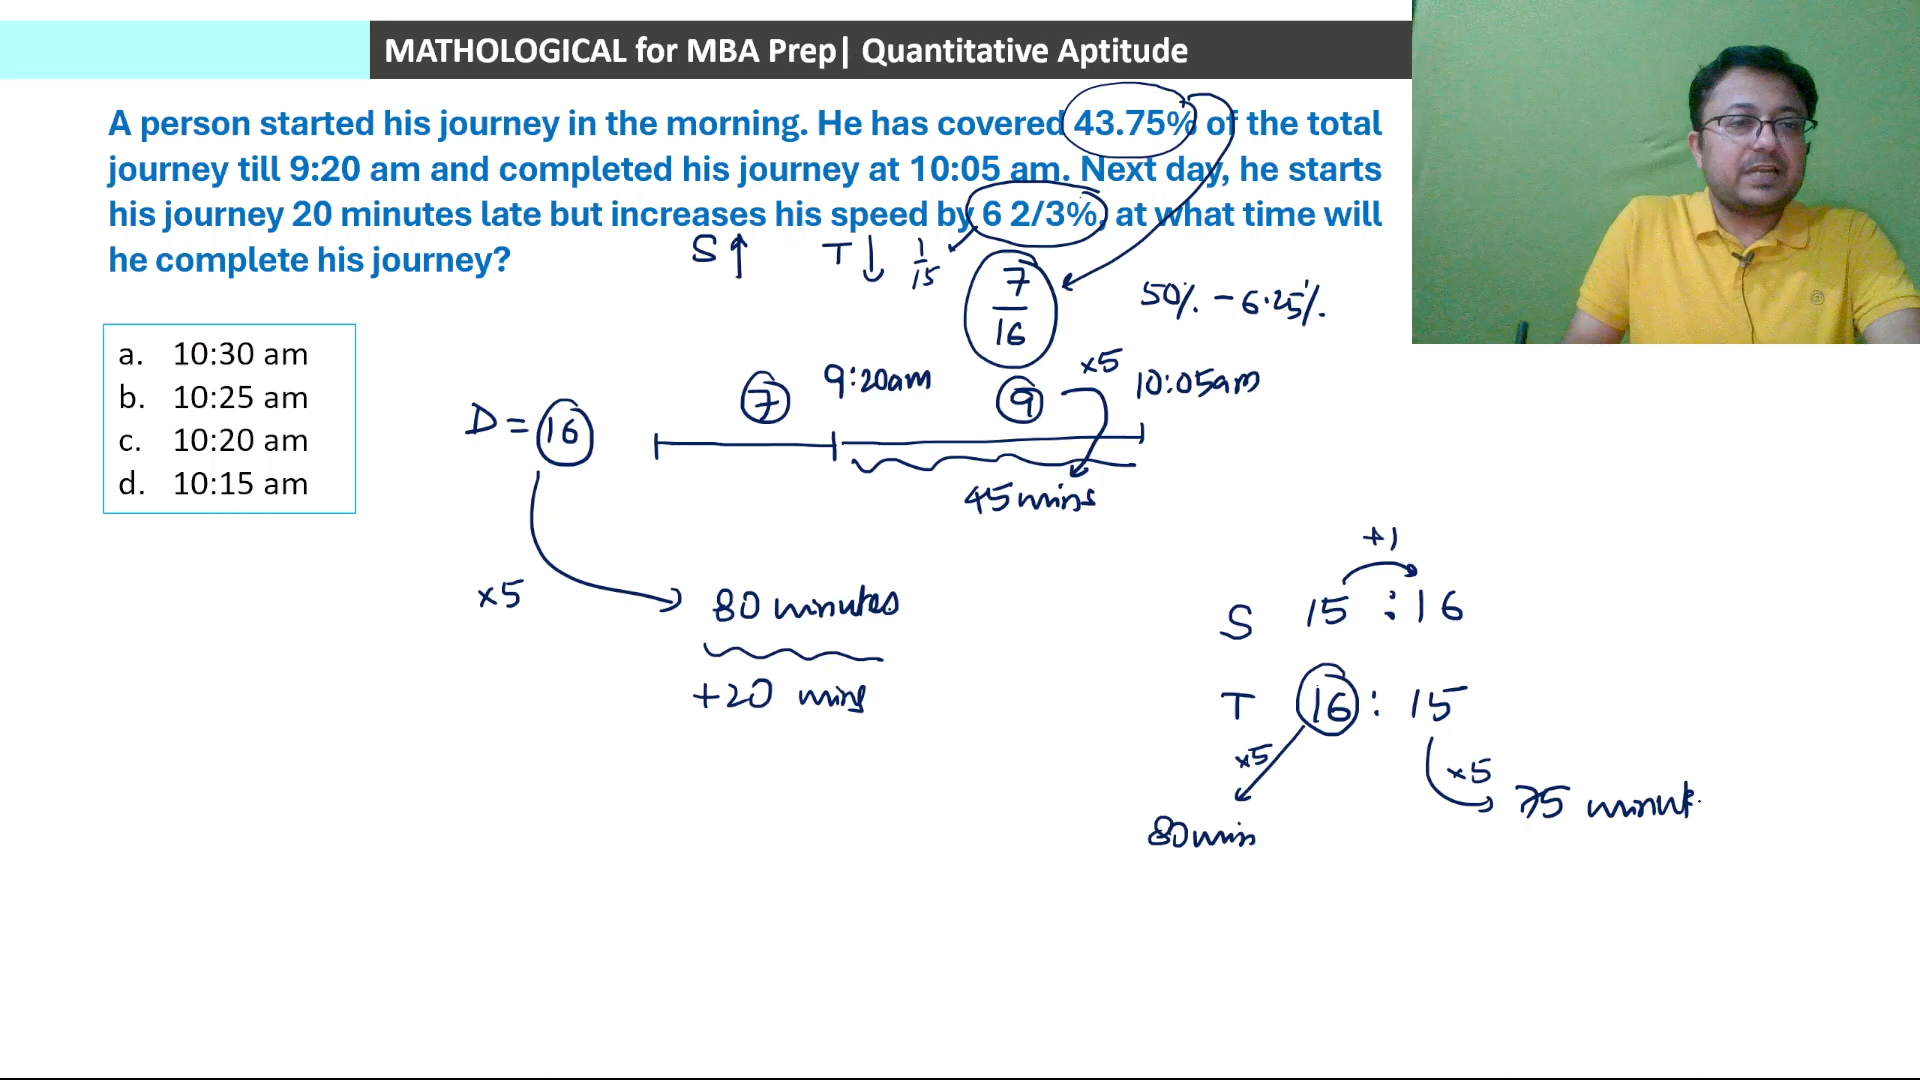 MATHOLOGICAL for MBA Prep| Quantitative Aptitude
A person started his journey in the morning. He has covered 43.75% of the total
journey till 9:20 am and completed his journey at 10:05 am. Next day, he starts
his journey 20 minutes late but increases his speed by 6 2/3%, at what time will
he complete his journey?
S↑ T↓ 1/15
7/16
50% - 6.25%
a. 10:30 am
b. 10:25 am
c. 10:20 am
d. 10:15 am
7 9:20am 9 ×5 10:05am
D = 16
45 mins
+1
×5 80 minutes
S 15 : 16
+20 mins
T 16 : 15
×5 ×5
75 minut
80 min